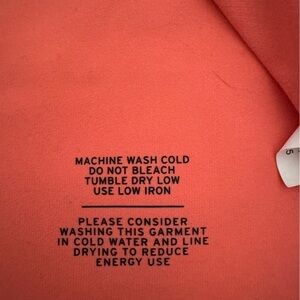 MACHINE WASH COLD
DO NOT BLEACH
TUMBLE DRY LOW
USE LOW IRON
PLEASE CONSIDER
WASHING THIS GARMENT
IN COLD WATER AND LINE
DRYING TO REDUCE
ENERGY USE
5